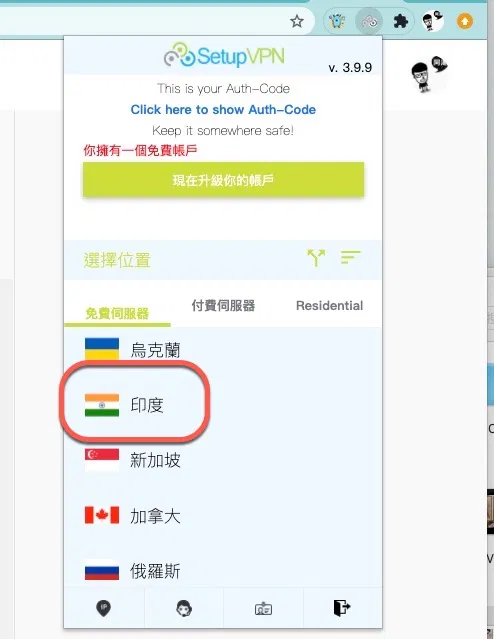 SetupVPN
v. 3.9.9
This is your Auth-Code
Click here to show Auth-Code
Keep it somewhere safe!
你擁有一個免費帳戶
現在升級你的帳戶
選擇位置
免費伺服器 付費伺服器 Residential
烏克蘭
印度
新加坡
加拿大
俄羅斯
IP